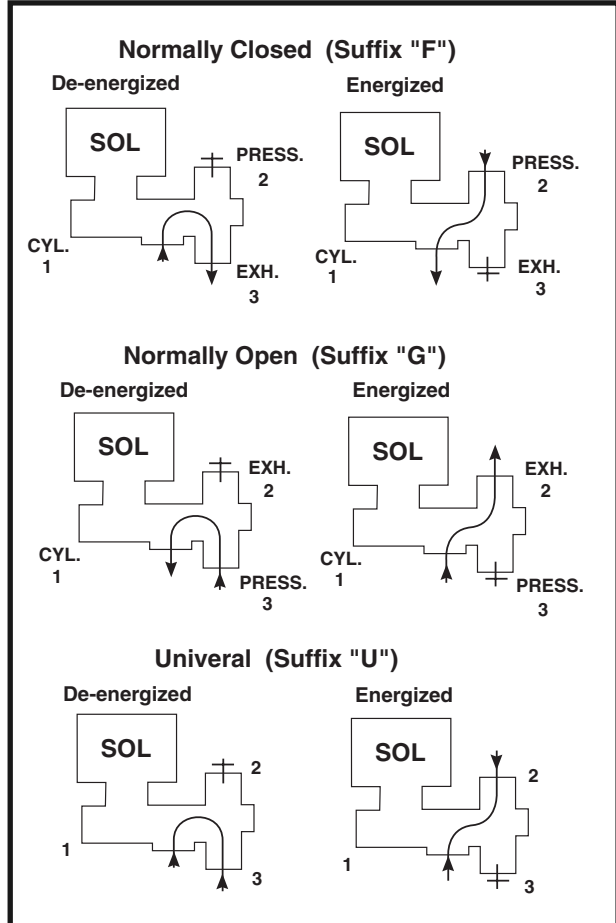 Normally Closed (Suffix "F")
De-energized
Energized
SOL
PRESS.
2
CYL.
1
EXH.
3
SOL
PRESS.
2
CYL.
1
EXH.
3
Normally Open (Suffix "G")
De-energized
Energized
SOL
EXH.
2
CYL.
1
PRESS.
3
SOL
EXH.
2
CYL.
1
PRESS.
3
Univeral (Suffix "U")
De-energized
Energized
SOL
2
1
3
SOL
2
1
3